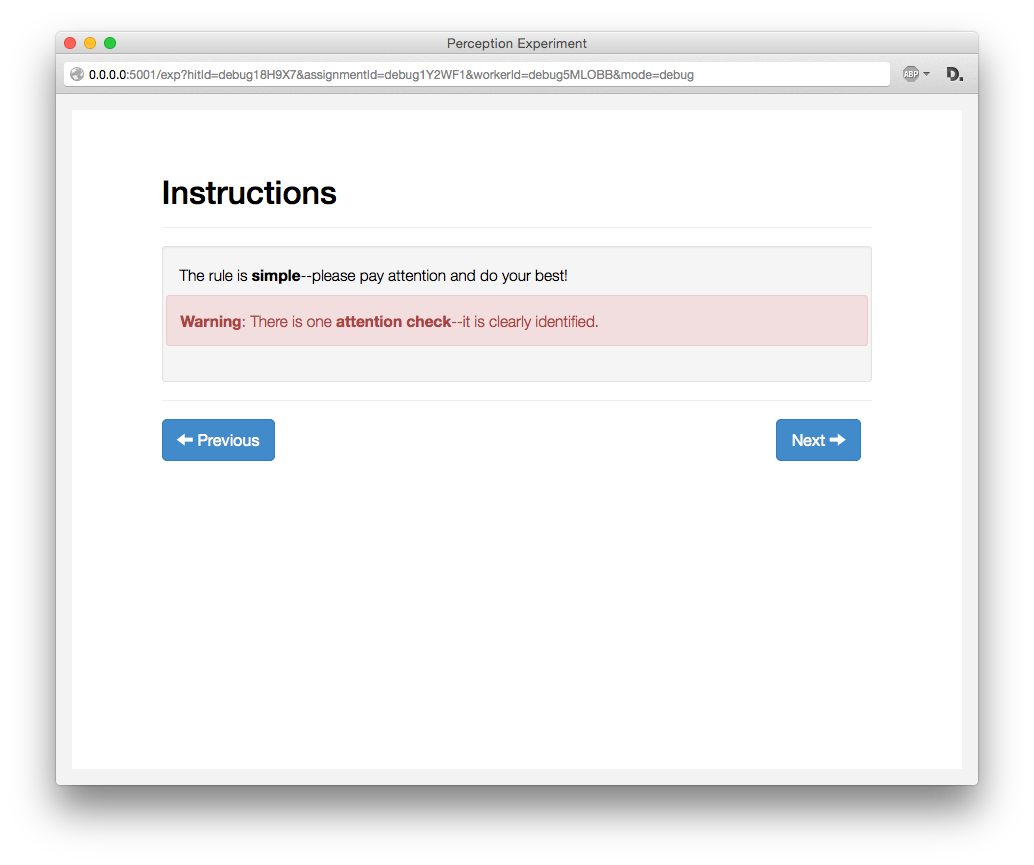 Perception Experiment
0.0.0.0:5001/exp?hitId=debug18H9X7&assignmentId=debug1Y2WF1&workerId=debug5MLOBB&mode=debug
ABP
D.
Instructions
The rule is simple--please pay attention and do your best!
Warning: There is one attention check--it is clearly identified.
Previous
Next